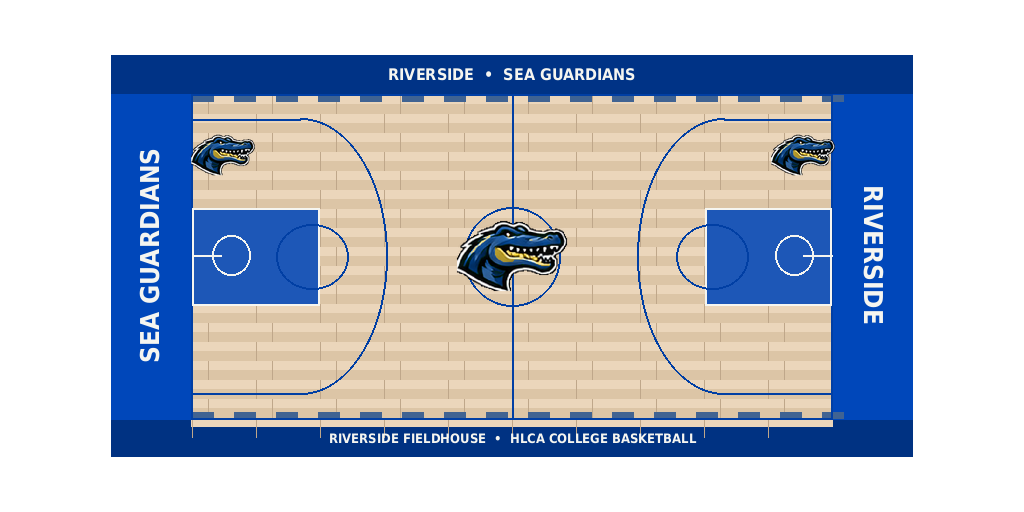 RIVERSIDE • SEA GUARDIANS
SEA GUARDIANS
RIVERSIDE
RIVERSIDE FIELDHOUSE • HLCA COLLEGE BASKETBALL